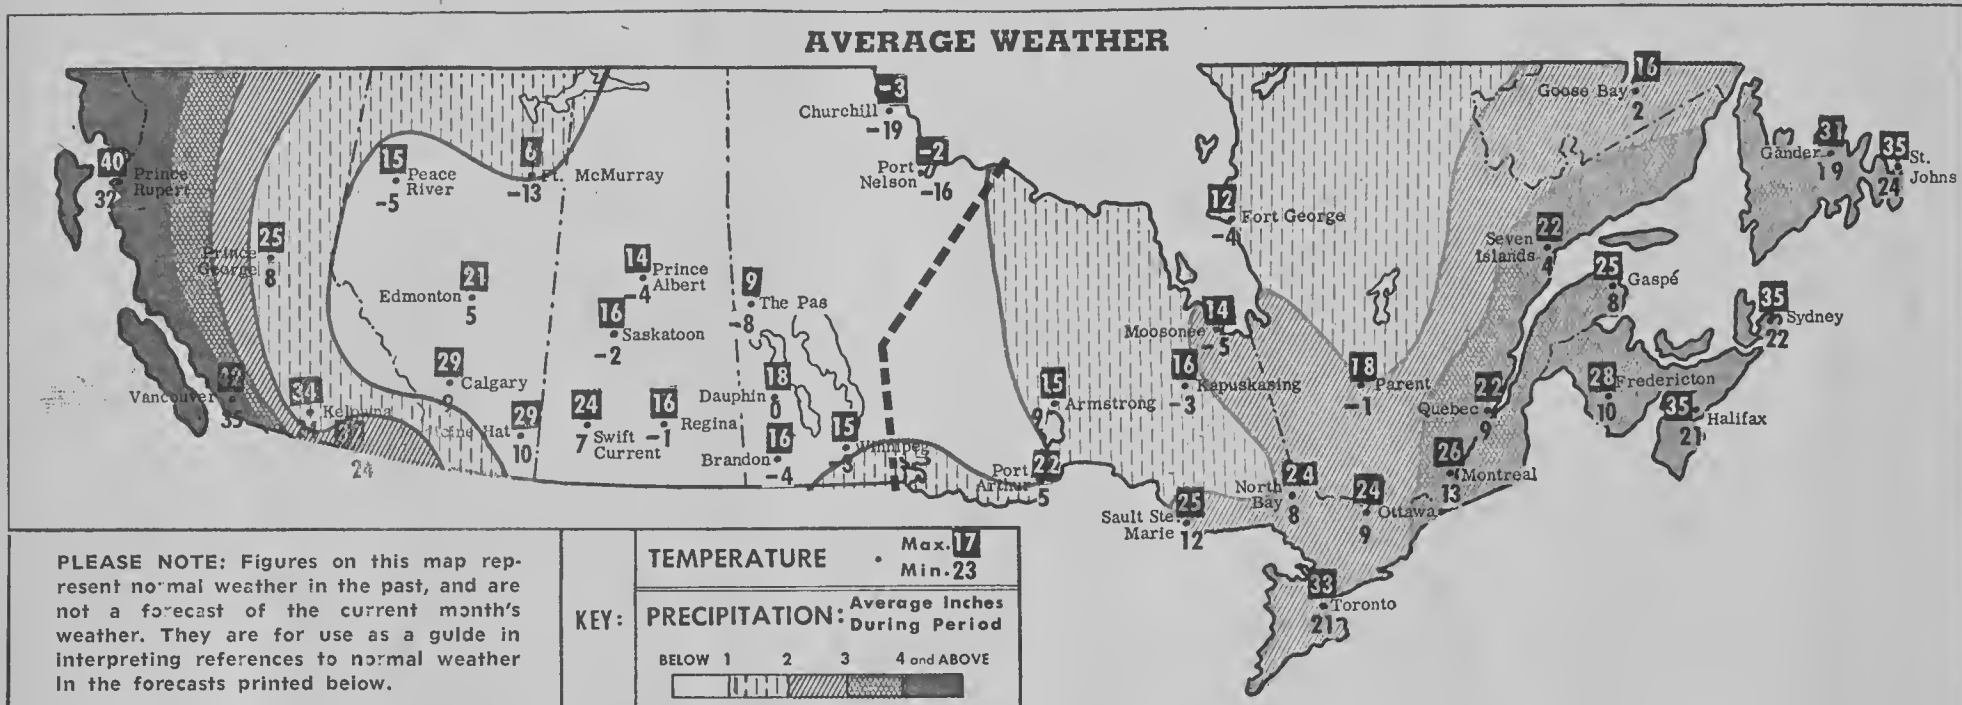 AVERAGE WEATHER
16
Goose Bay
2
-3
Churchill
-19
31
Gander
19
35
St.
Johns
24
40
Prince
Rupert
32
15
Peace
River
-5
6
Ft. McMurray
-13
-2
Port
Nelson
-16
12
Fort George
-4
22
Seven
Islands
4
25
Prince
George
8
21
Edmonton
5
14
Prince
Albert
-4
16
Saskatoon
-2
9
The Pas
-8
25
Gaspé
8
35
Sydney
22
14
Moosonee
-5
16
Kapuskasing
-3
18
Parent
-1
Vancouver
35
34
Kelowna
29
Calgary
9
29
Hat
10
24
7 Swift
Current
16
Regina
-1
18
Dauphin
0
16
Brandon
-4
15
Winnipeg
15
Armstrong
9
22
Port
Arthur
5
22
Quebec
9
28
Fredericton
10
35
Halifax
21
26
Montreal
13
24
North
Bay
8
24
Ottawa
9
25
Sault Ste.
Marie
12
24
33
Toronto
21
PLEASE NOTE: Figures on this map rep-
resent normal weather in the past, and are
not a forecast of the current month's
weather. They are for use as a guide in
interpreting references to normal weather
in the forecasts printed below.
KEY:
TEMPERATURE • Max. 17
Min. 23
PRECIPITATION: Average Inches
During Period
BELOW 1 2 3 4 and ABOVE